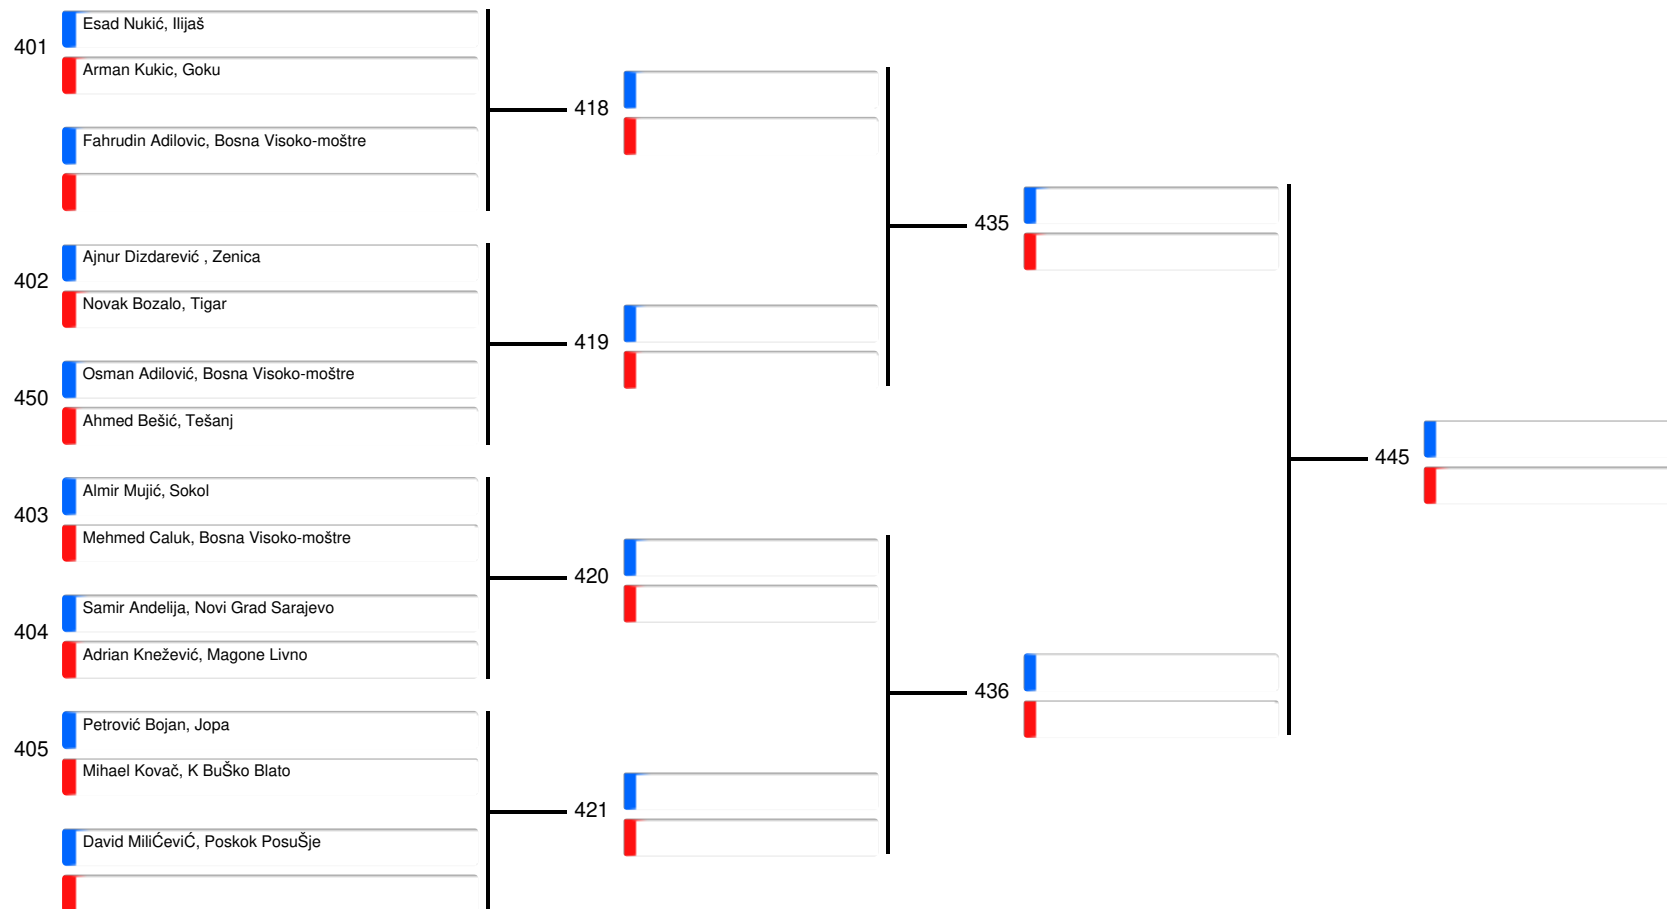 401
Esad Nukić, Ilijaš
Arman Kukic, Goku
Fahrudin Adilovic, Bosna Visoko-moštre
418
402
Ajnur Dizdarević , Zenica
Novak Bozalo, Tigar
450
Osman Adilović, Bosna Visoko-moštre
Ahmed Bešić, Tešanj
419
435
403
Almir Mujić, Sokol
Mehmed Caluk, Bosna Visoko-moštre
404
Samir Andelija, Novi Grad Sarajevo
Adrian Knežević, Magone Livno
420
405
Petrović Bojan, Jopa
Mihael Kovač, K BuŠko Blato
David MiliĆeviĆ, Poskok PosuŠje
421
436
445